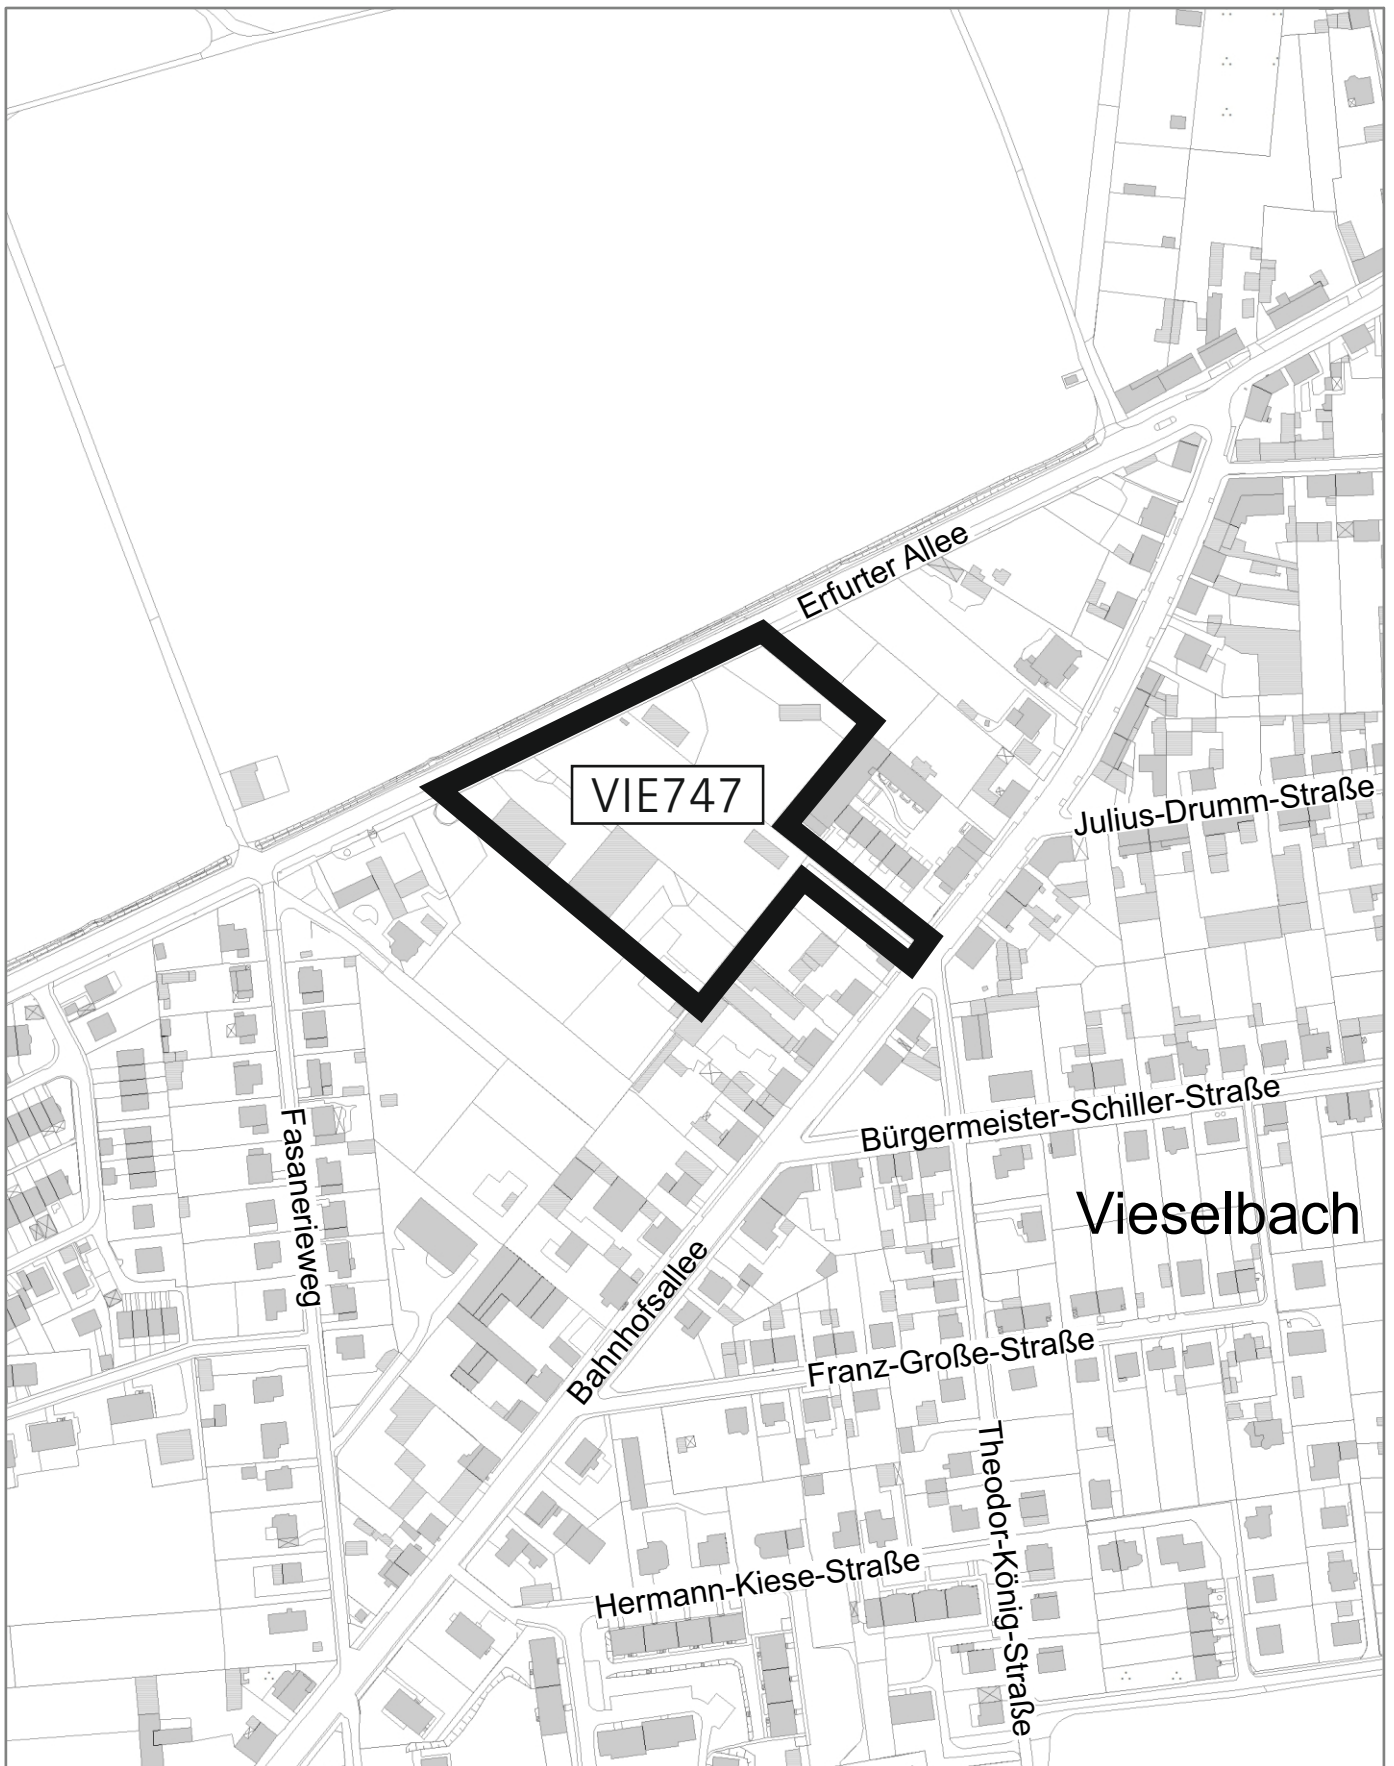 Erfurter Allee
VIE747
Julius-Drumm-Straße
Bürgermeister-Schiller-Straße
Fasanerieweg
Vieselbach
Bahnhofsallee
Franz-Große-Straße
Theodor-König-Straße
Hermann-Kiese-Straße